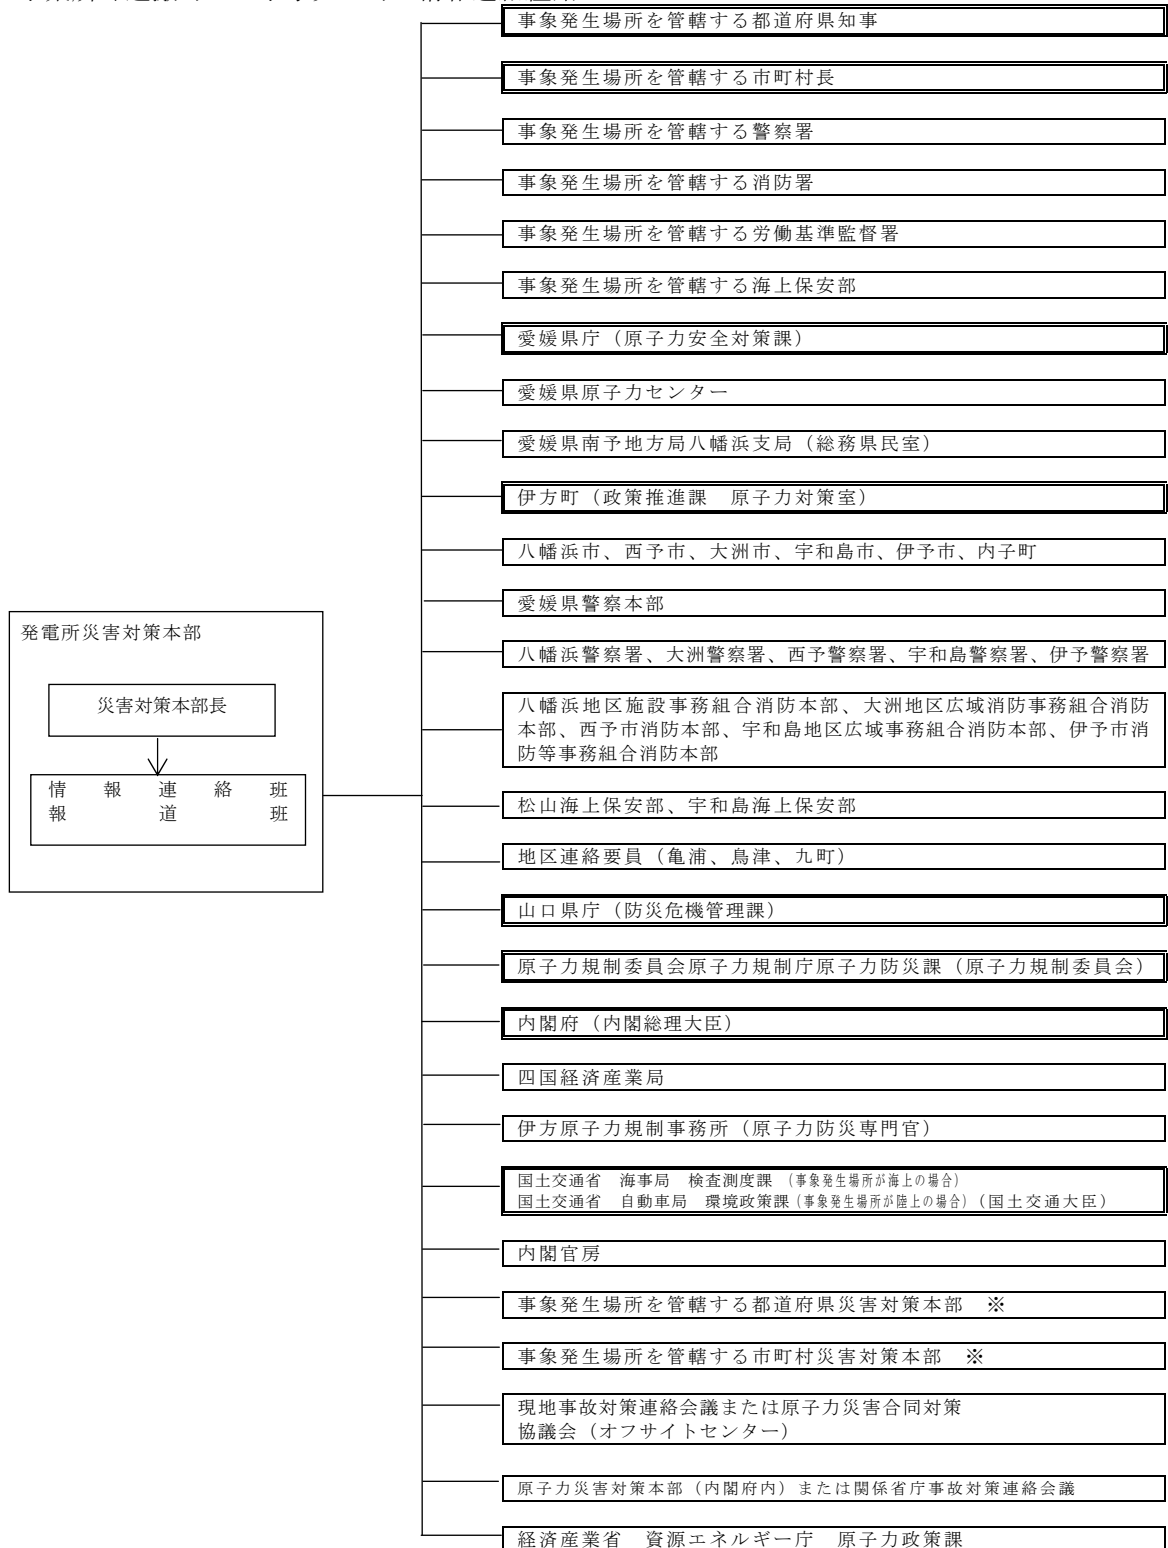 事象発生場所を管轄する都道府県知事
事象発生場所を管轄する市町村長
事象発生場所を管轄する警察署
事象発生場所を管轄する消防署
事象発生場所を管轄する労働基準監督署
事象発生場所を管轄する海上保安部
愛媛県庁（原子力安全対策課）
愛媛県原子力センター
愛媛県南予地方局八幡浜支局（総務県民室）
伊方町（政策推進課　原子力対策室）
八幡浜市、西予市、大洲市、宇和島市、伊予市、内子町
愛媛県警察本部
発電所災害対策本部
災害対策本部長
情報連絡班
報道班
八幡浜警察署、大洲警察署、西予警察署、宇和島警察署、伊予警察署
八幡浜地区施設事務組合消防本部、大洲地区広域消防事務組合消防
本部、西予市消防本部、宇和島地区広域事務組合消防本部、伊予市消
防等事務組合消防本部
松山海上保安部、宇和島海上保安部
地区連絡要員（亀浦、鳥津、九町）
山口県庁（防災危機管理課）
原子力規制委員会原子力規制庁原子力防災課（原子力規制委員会）
内閣府（内閣総理大臣）
四国経済産業局
伊方原子力規制事務所（原子力防災専門官）
国土交通省　海事局　検査測度課　（事象発生場所が海上の場合）
国土交通省　自動車局　環境政策課（事象発生場所が陸上の場合）（国土交通大臣）
内閣官房
事象発生場所を管轄する都道府県災害対策本部　※
事象発生場所を管轄する市町村災害対策本部　※
現地事故対策連絡会議または原子力災害合同対策
協議会（オフサイトセンター）
原子力災害対策本部（内閣府内）または関係省庁事故対策連絡会議
経済産業省　資源エネルギー庁　原子力政策課